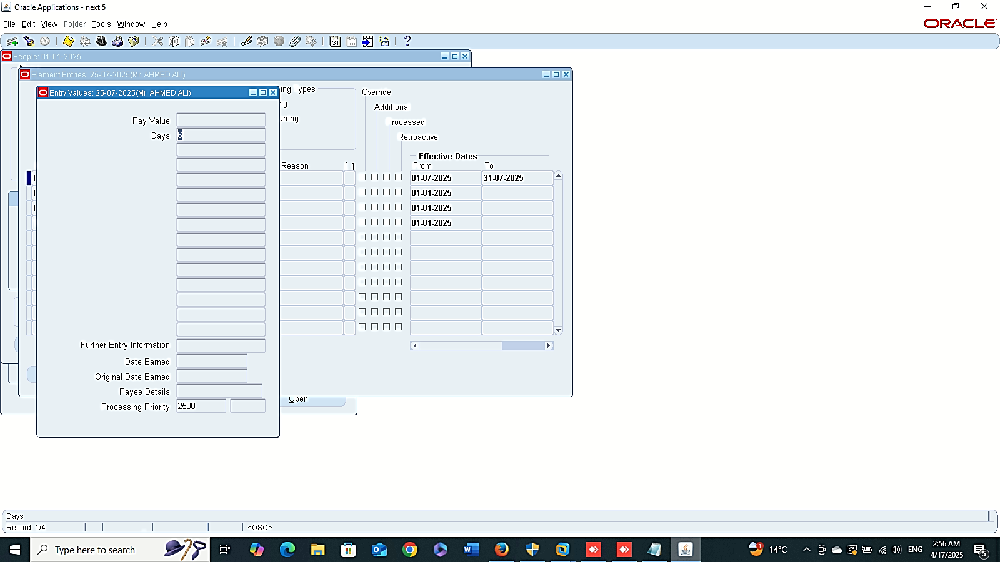 Oracle Applications - next 5
File Edit View Folder Tools Window Help
ORACLE
People: 01-01-2025
Element Entries: 25-07-2025(Mr. AHMED ALI)
Entry Values: 25-07-2025(Mr. AHMED ALI)
ing Types
ng
urring
Override
Additional
Processed
Retroactive
Pay Value
Days 6
Effective Dates
Reason [ ] From To
01-07-2025 31-07-2025
01-01-2025
01-01-2025
01-01-2025
Further Entry Information
Date Earned
Original Date Earned
Payee Details
Processing Priority 2500
Open
Days
Record: 1/4 ... <OSC>
Type here to search
14°C
ENG
2:56 AM
4/17/2025
5